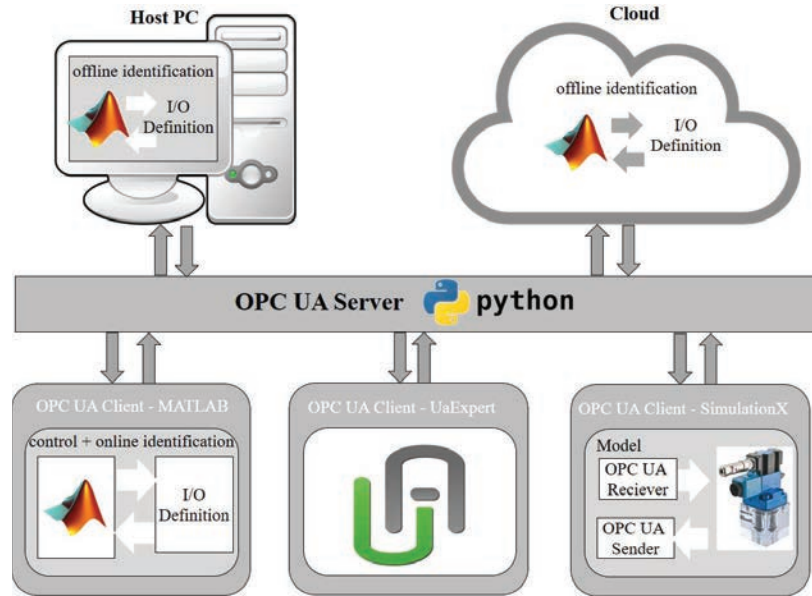 Host PC
Cloud
offline identification
I/O
Definition
offline identification
I/O
Definition
OPC UA Server python
OPC UA Client - MATLAB
control + online identification
I/O
Definition
OPC UA Client - UaExpert
UA
OPC UA Client - SimulationX
Model
OPC UA
Reciever
OPC UA
Sender